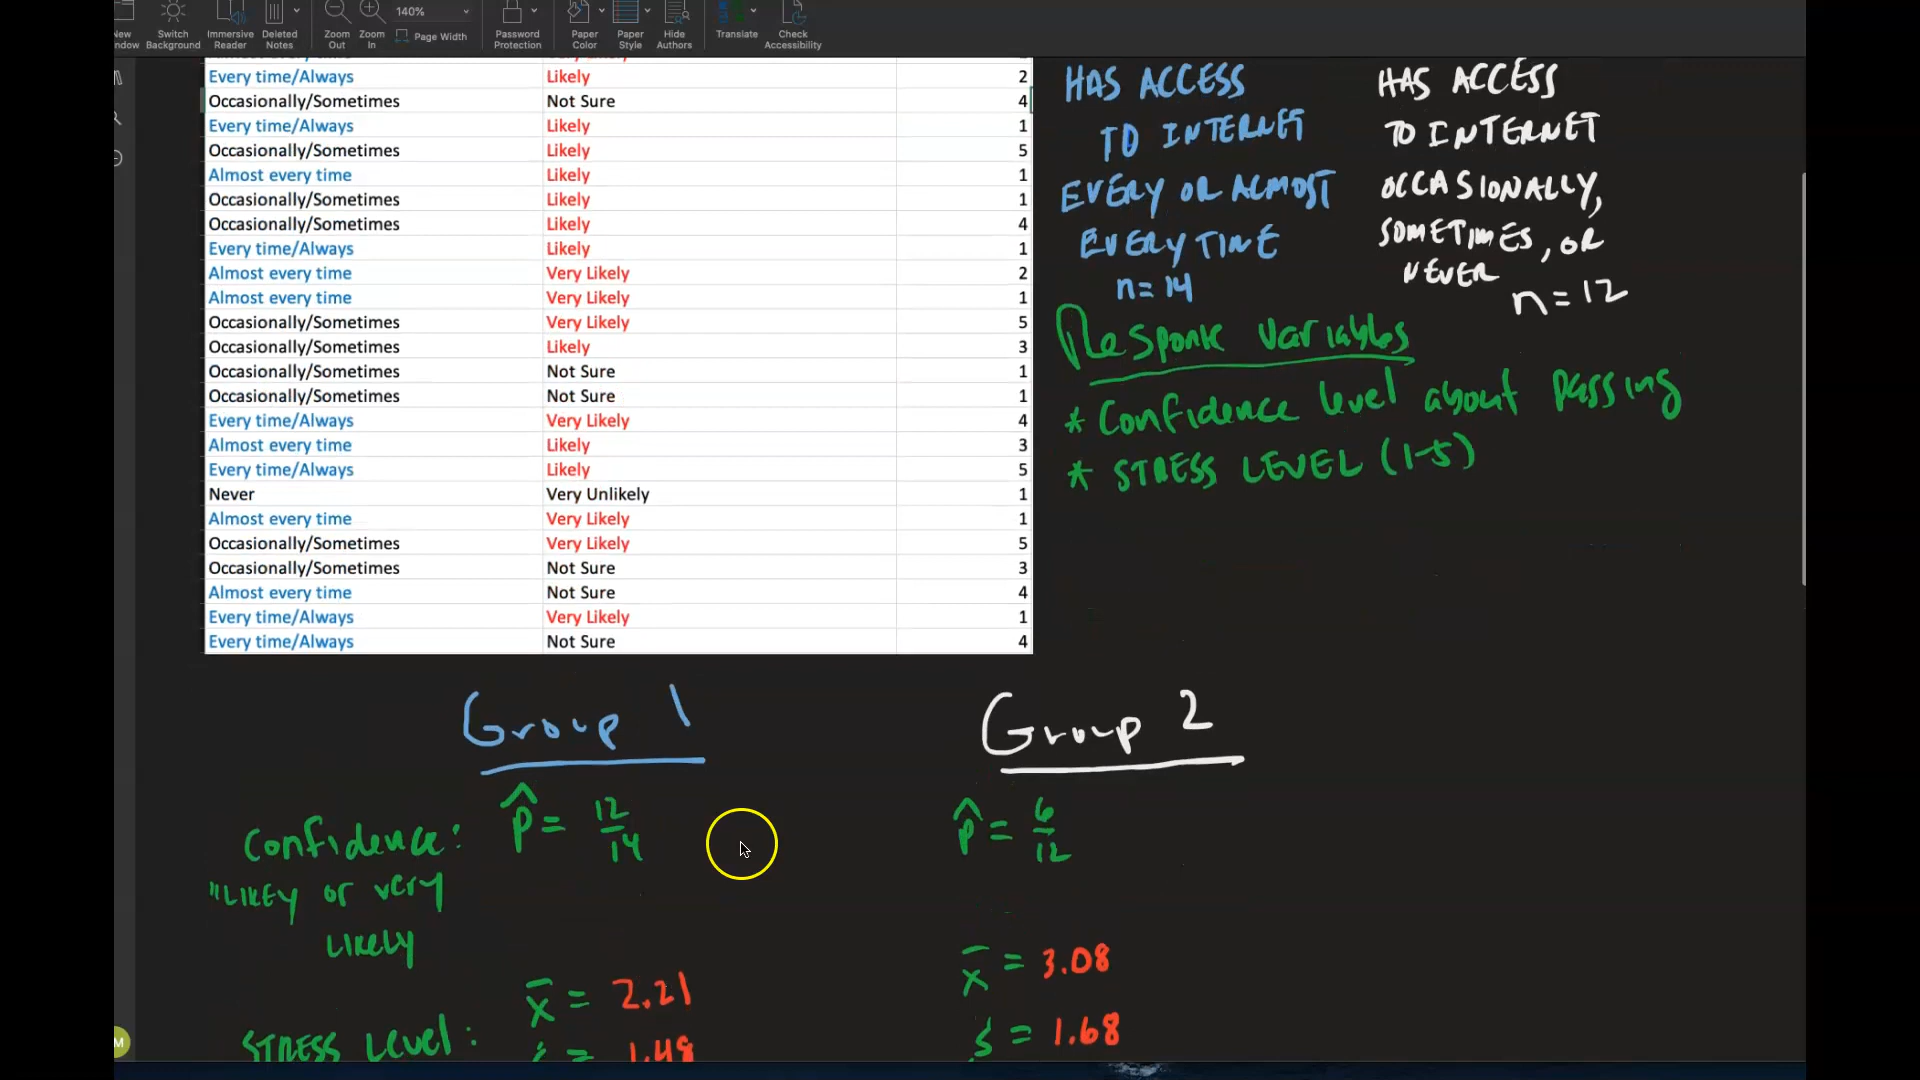 New
Window
Switch
Background
Immersive
Reader
Deleted
Notes
Zoom
Out
Zoom
In
140%
Page Width
Password
Protection
Paper
Color
Paper
Style
Hide
Authors
Translate
Check
Accessibility
Every time/Always Likely 2
Occasionally/Sometimes Not Sure 4
Every time/Always Likely 1
Occasionally/Sometimes Likely 5
Almost every time Likely 1
Occasionally/Sometimes Likely 1
Occasionally/Sometimes Likely 4
Every time/Always Likely 1
Almost every time Very Likely 2
Almost every time Very Likely 1
Occasionally/Sometimes Very Likely 5
Occasionally/Sometimes Likely 3
Occasionally/Sometimes Not Sure 1
Occasionally/Sometimes Not Sure 1
Every time/Always Very Likely 4
Almost every time Likely 3
Every time/Always Likely 5
Never Very Unlikely 1
Almost every time Very Likely 1
Occasionally/Sometimes Very Likely 5
Occasionally/Sometimes Not Sure 3
Almost every time Not Sure 4
Every time/Always Very Likely 1
Every time/Always Not Sure 4
HAS ACCESS
TO INTERNET
EVERY OR ALMOST
EVERY TIME
n=14
HAS ACCESS
TO INTERNET
OCCASIONALLY,
SOMETIMES, OR
NEVER
n=12
Response Variables
* Confidence level about passing
* STRESS LEVEL (1-5)
Group 1
Group 2
Confidence:
"LIKEY or very
LIKELY
p̂ = 12/14
p̂ = 6/12
STRESS Level:
x̄ = 2.21
s = 1.48
x̄ = 3.08
s = 1.68
M